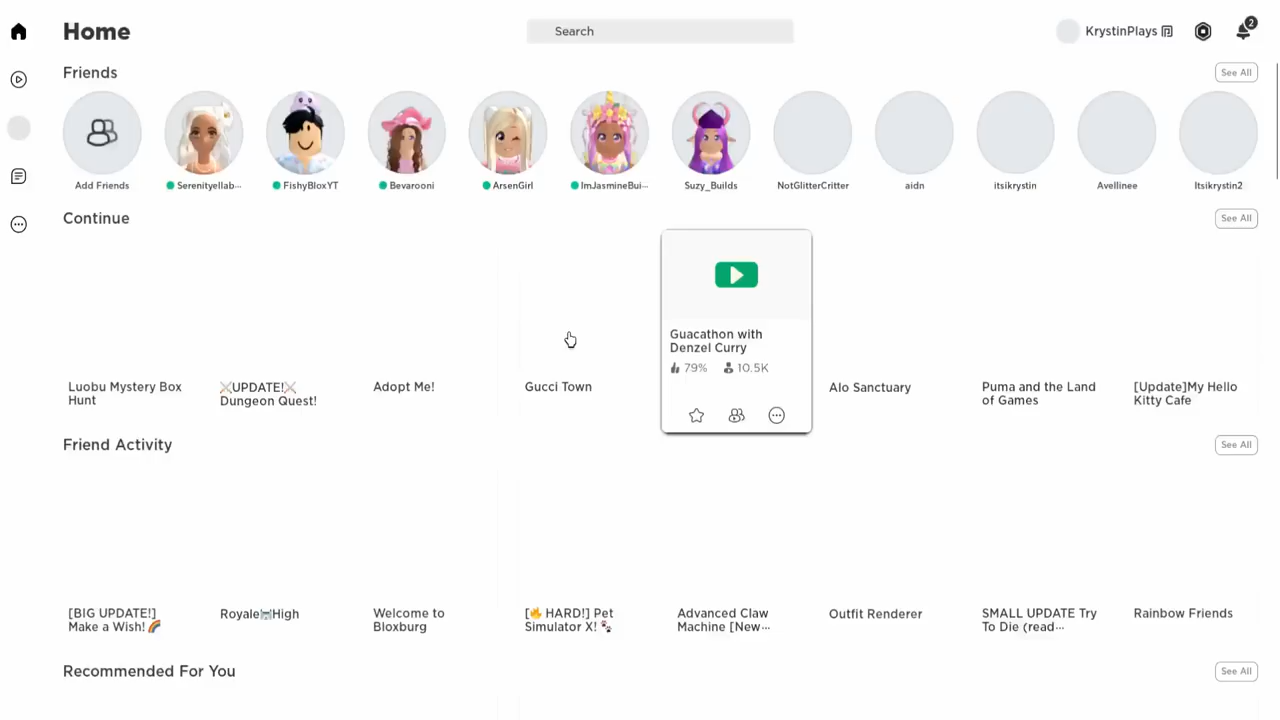 Home
Search
KrystinPlays
2
Friends
See All
Add Friends
Serenityellab...
FishyBloxYT
Bevarooni
ArsenGirl
ImJasmineBui...
Suzy_Builds
NotGlitterCritter
aidn
itsikrystin
Avellinee
Itsikrystin2
Continue
See All
Luobu Mystery Box
Hunt
⚔UPDATE!⚔
Dungeon Quest!
Adopt Me!
Gucci Town
Guacathon with
Denzel Curry
79%
10.5K
Alo Sanctuary
Puma and the Land
of Games
[Update]My Hello
Kitty Cafe
Friend Activity
See All
[BIG UPDATE!]
Make a Wish!🌈
Royale🏰High
Welcome to
Bloxburg
[🔥 HARD!] Pet
Simulator X! 🐾
Advanced Claw
Machine [New...
Outfit Renderer
SMALL UPDATE Try
To Die (read...
Rainbow Friends
Recommended For You
See All